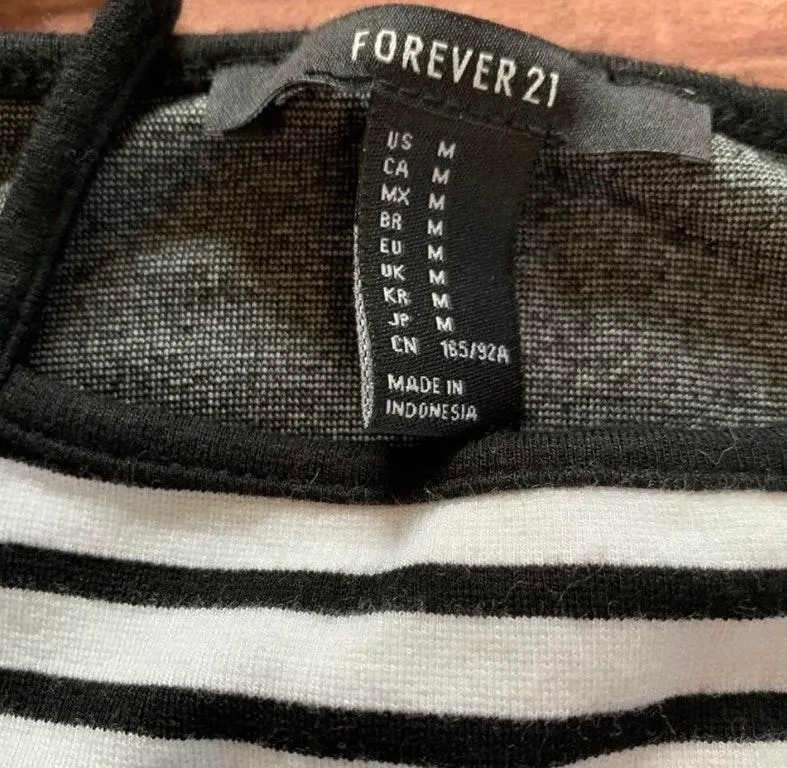 FOREVER 21
US M
CA M
MX M
BR M
EU M
UK M
KR M
JP M
CN 165/92A
MADE IN
INDONESIA